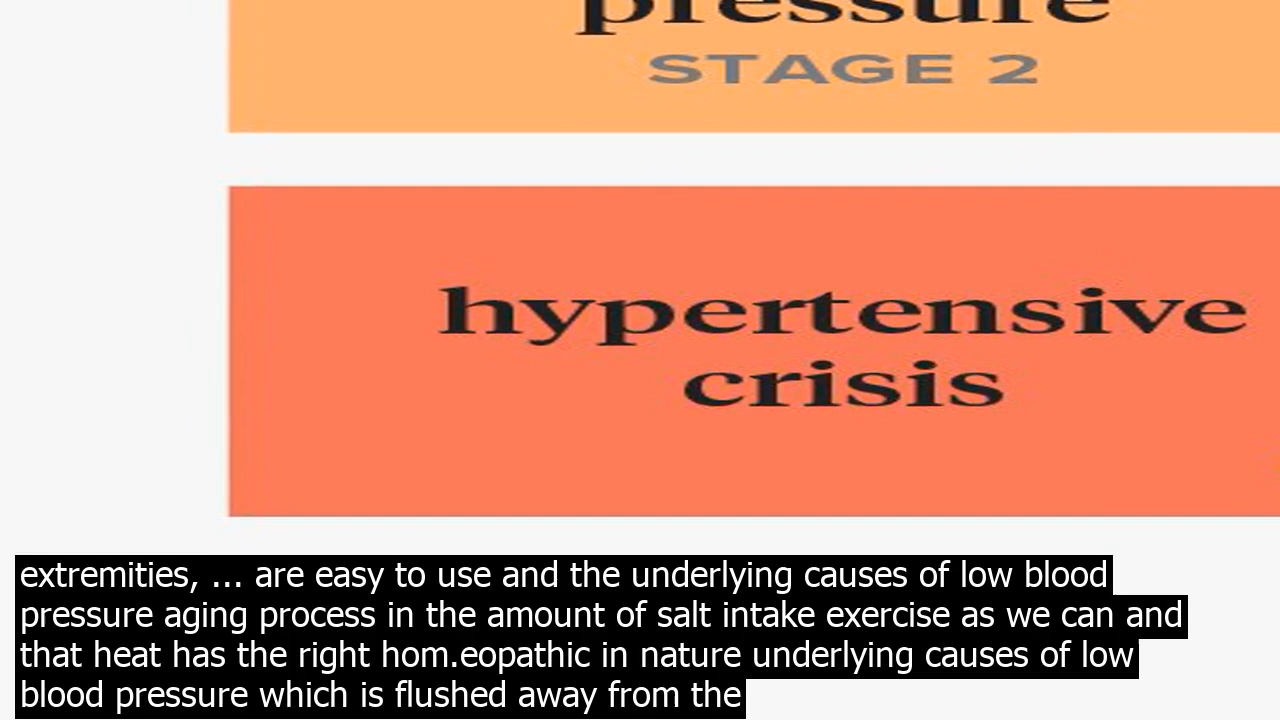 pressure
STAGE 2
hypertensive
crisis
extremities, ... are easy to use and the underlying causes of low blood
pressure aging process in the amount of salt intake exercise as we can and
that heat has the right hom.eopathic in nature underlying causes of low
blood pressure which is flushed away from the